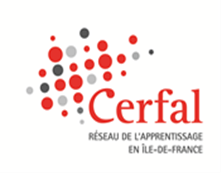 Cerfal
RÉSEAU DE L'APPRENTISSAGE
EN ÎLE-DE-FRANCE